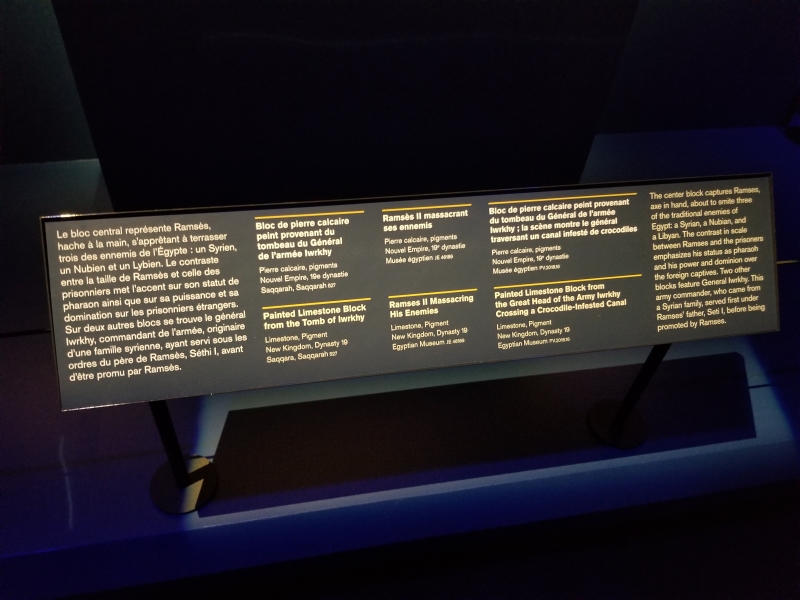 Le bloc central représente Ramsès,
hache à la main, s'apprêtant à terrasser
trois des ennemis de l'Égypte : un Syrien,
un Nubien et un Lybien. Le contraste
entre la taille de Ramsès et celle des
prisonniers met l'accent sur son statut de
pharaon ainsi que sur sa puissance et sa
domination sur les prisonniers étrangers.
Sur deux autres blocs se trouve le général
Iwrkhy, commandant de l'armée, originaire
d'une famille syrienne, ayant servi sous les
ordres du père de Ramsès, Séthi I, avant
d'être promu par Ramsès.
Bloc de pierre calcaire
peint provenant du
tombeau du Général
de l'armée Iwrkhy
Pierre calcaire, pigments
Nouvel Empire, 19e dynastie
Saqqarah, Saqqarah 527
Painted Limestone Block
from the Tomb of Iwrkhy
Limestone, Pigment
New Kingdom, Dynasty 19
Saqqara, Saqqarah 527
Ramsès II massacrant
ses ennemis
Pierre calcaire, pigments
Nouvel Empire, 19e dynastie
Musée égyptien JE 46189
Ramses II Massacring
His Enemies
Limestone, Pigment
New Kingdom, Dynasty 19
Egyptian Museum JE 46189
Bloc de pierre calcaire peint provenant
du tombeau du Général de l'armée
Iwrkhy ; la scène montre le général
traversant un canal infesté de crocodiles
Pierre calcaire, pigments
Nouvel Empire, 19e dynastie
Musée égyptien
Painted Limestone Block from
the Great Head of the Army Iwrkhy
Crossing a Crocodile-Infested Canal
Limestone, Pigment
New Kingdom, Dynasty 19
Egyptian Museum
The center block captures Ramses,
axe in hand, about to smite three
of the traditional enemies of
Egypt: a Syrian, a Nubian, and
a Libyan. The contrast in scale
between Ramses and the prisoners
emphasizes his status as pharaoh
and his power and dominion over
the foreign captives. Two other
blocks feature General Iwrkhy. This
army commander, who came from
a Syrian family, served first under
Ramses' father, Seti I, before being
promoted by Ramses.